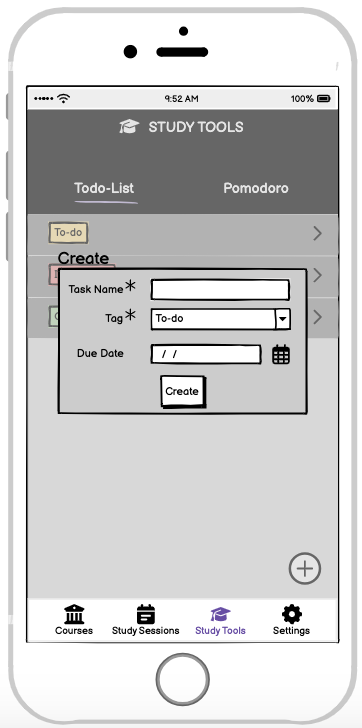 9:52 AM 100%
STUDY TOOLS
Todo-List Pomodoro
To-do
Create
Task Name*
Tag* To-do
Due Date / /
Create
Courses Study Sessions Study Tools Settings